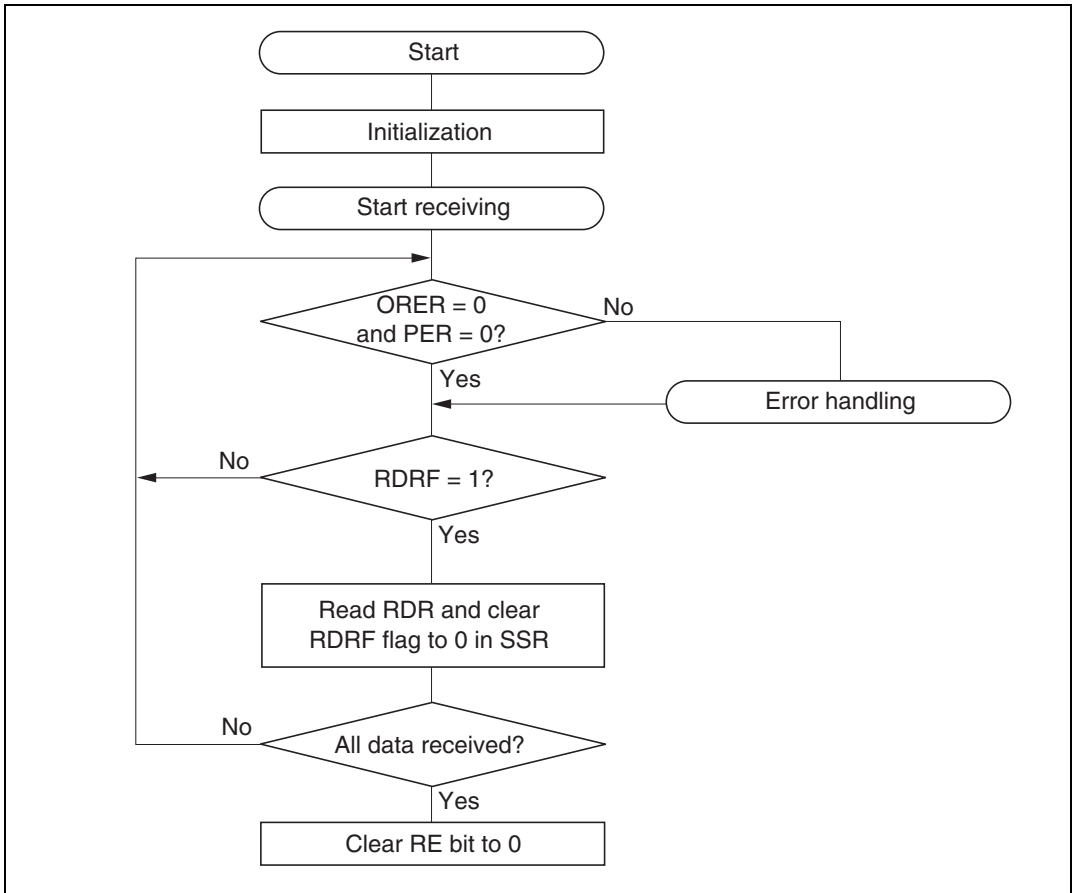 Start
Initialization
Start receiving
ORER = 0
and PER = 0?
No
Yes
Error handling
No
RDRF = 1?
Yes
Read RDR and clear
RDRF flag to 0 in SSR
No
All data received?
Yes
Clear RE bit to 0